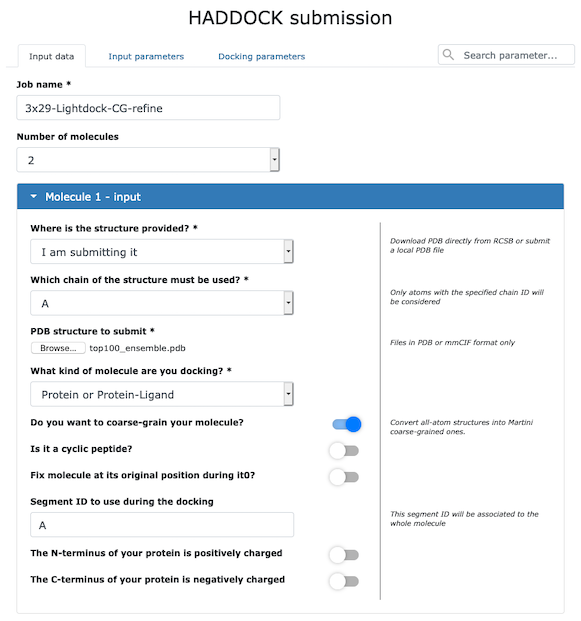 HADDOCK submission
Input data
Input parameters
Docking parameters
Search parameter...
Job name *
3x29-Lightdock-CG-refine
Number of molecules
2
Molecule 1 - input
Where is the structure provided? *
I am submitting it
Download PDB directly from RCSB or submit
a local PDB file
Which chain of the structure must be used? *
A
Only atoms with the specified chain ID will
be considered
PDB structure to submit *
Browse... top100_ensemble.pdb
Files in PDB or mmCIF format only
What kind of molecule are you docking? *
Protein or Protein-Ligand
Do you want to coarse-grain your molecule?
Convert all-atom structures into Martini
coarse-grained ones.
Is it a cyclic peptide?
Fix molecule at its original position during it0?
Segment ID to use during the docking
A
This segment ID will be associated to the
whole molecule
The N-terminus of your protein is positively charged
The C-terminus of your protein is negatively charged